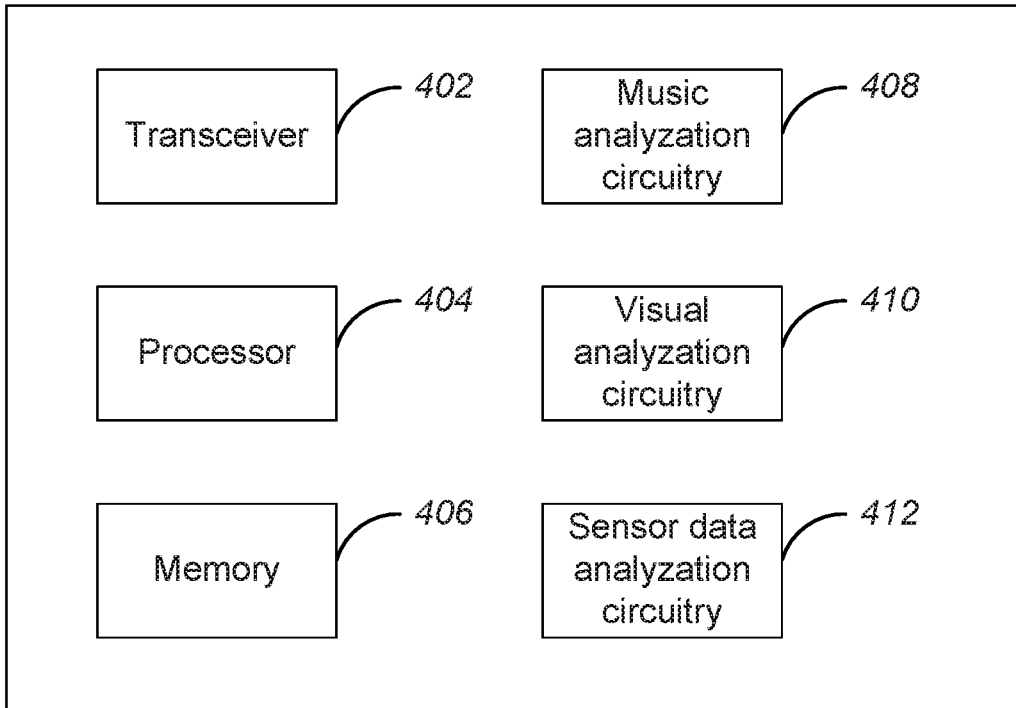 Transceiver
402
Music
analyzation
circuitry
408
Processor
404
Visual
analyzation
circuitry
410
Memory
406
Sensor data
analyzation
circuitry
412